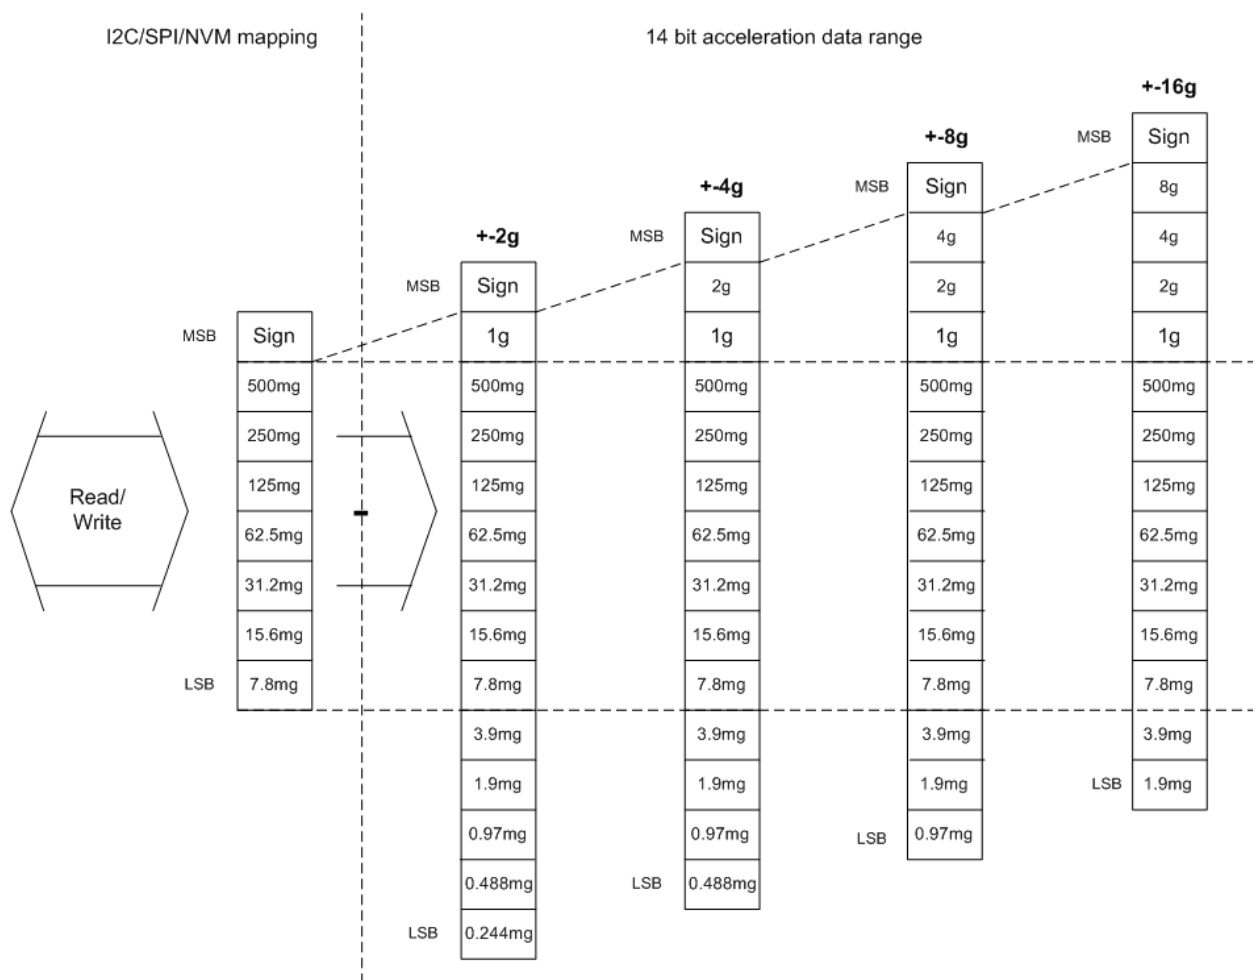 I2C/SPI/NVM mapping
14 bit acceleration data range
+-16g
MSB Sign
8g
4g
2g
1g
500mg
250mg
125mg
62.5mg
31.2mg
15.6mg
7.8mg
3.9mg
LSB 1.9mg
+-8g
MSB Sign
4g
2g
1g
500mg
250mg
125mg
62.5mg
31.2mg
15.6mg
7.8mg
3.9mg
1.9mg
LSB 0.97mg
+-4g
MSB Sign
2g
1g
500mg
250mg
125mg
62.5mg
31.2mg
15.6mg
7.8mg
3.9mg
1.9mg
0.97mg
LSB 0.488mg
+-2g
MSB Sign
1g
500mg
250mg
125mg
62.5mg
31.2mg
15.6mg
7.8mg
3.9mg
1.9mg
0.97mg
0.488mg
LSB 0.244mg
MSB Sign
500mg
250mg
125mg
62.5mg
31.2mg
15.6mg
LSB 7.8mg
Read/
Write
-